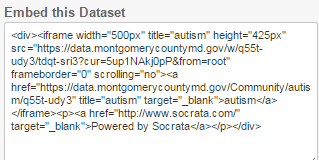 Embed this Dataset
<div><iframe width="500px" title="autism" height="425px"
src="https://data.montgomerycountymd.gov/w/q55t-
udy3/tdqt-sri3?cur=5up1NAkj0pP&from=root"
frameborder="0" scrolling="no"><a
href="https://data.montgomerycountymd.gov/Community/autis
m/q55t-udy3" title="autism" target="_blank">autism</a>
</iframe><p><a href="http://www.socrata.com/"
target="_blank">Powered by Socrata</a></p></div>